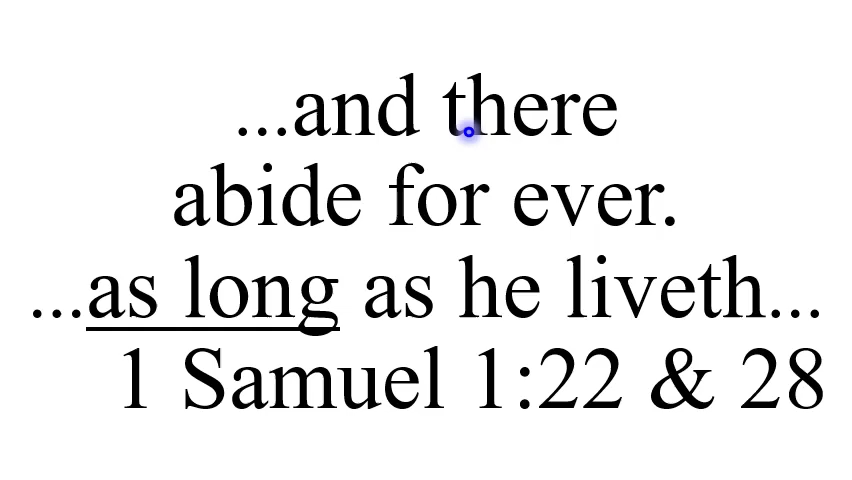 ...and there
abide for ever.
...as long as he liveth...
1 Samuel 1:22 & 28